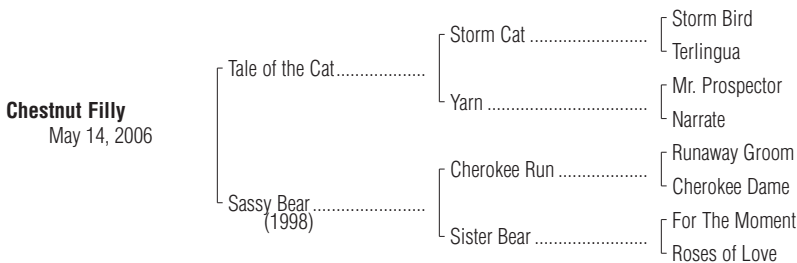 Storm Bird
Storm Cat ........................
Terlingua
Tale of the Cat...................
Mr. Prospector
Yarn .................................
Narrate
Chestnut Filly
May 14, 2006
Runaway Groom
Cherokee Run ..................
Cherokee Dame
Sassy Bear .......................
(1998)
For The Moment
Sister Bear .......................
Roses of Love